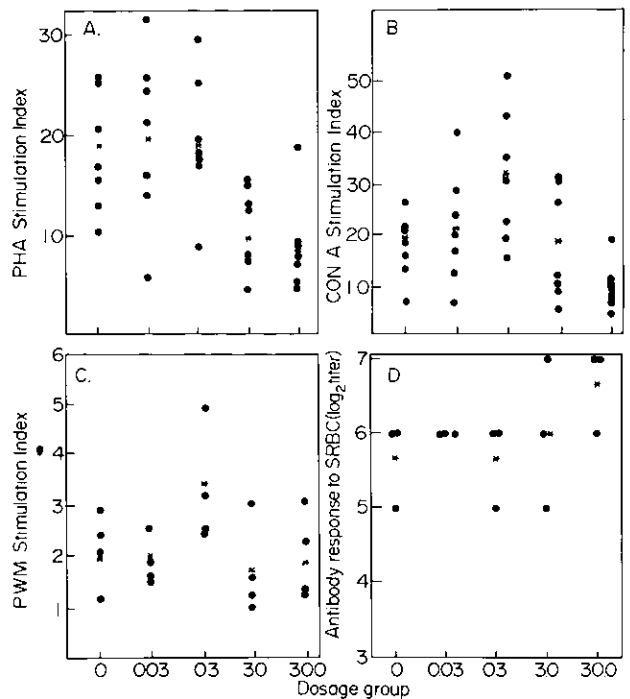 A.
PHA Stimulation Index
30
20
10
B
CON A Stimulation Index
50
40
30
20
10
C.
PWM Stimulation Index
6
5
4
3
2
1
0 003 03 30 300
D
Antibody response to SRBC(log2 titer)
7
6
5
4
3
0 003 03 30 300
Dosage group